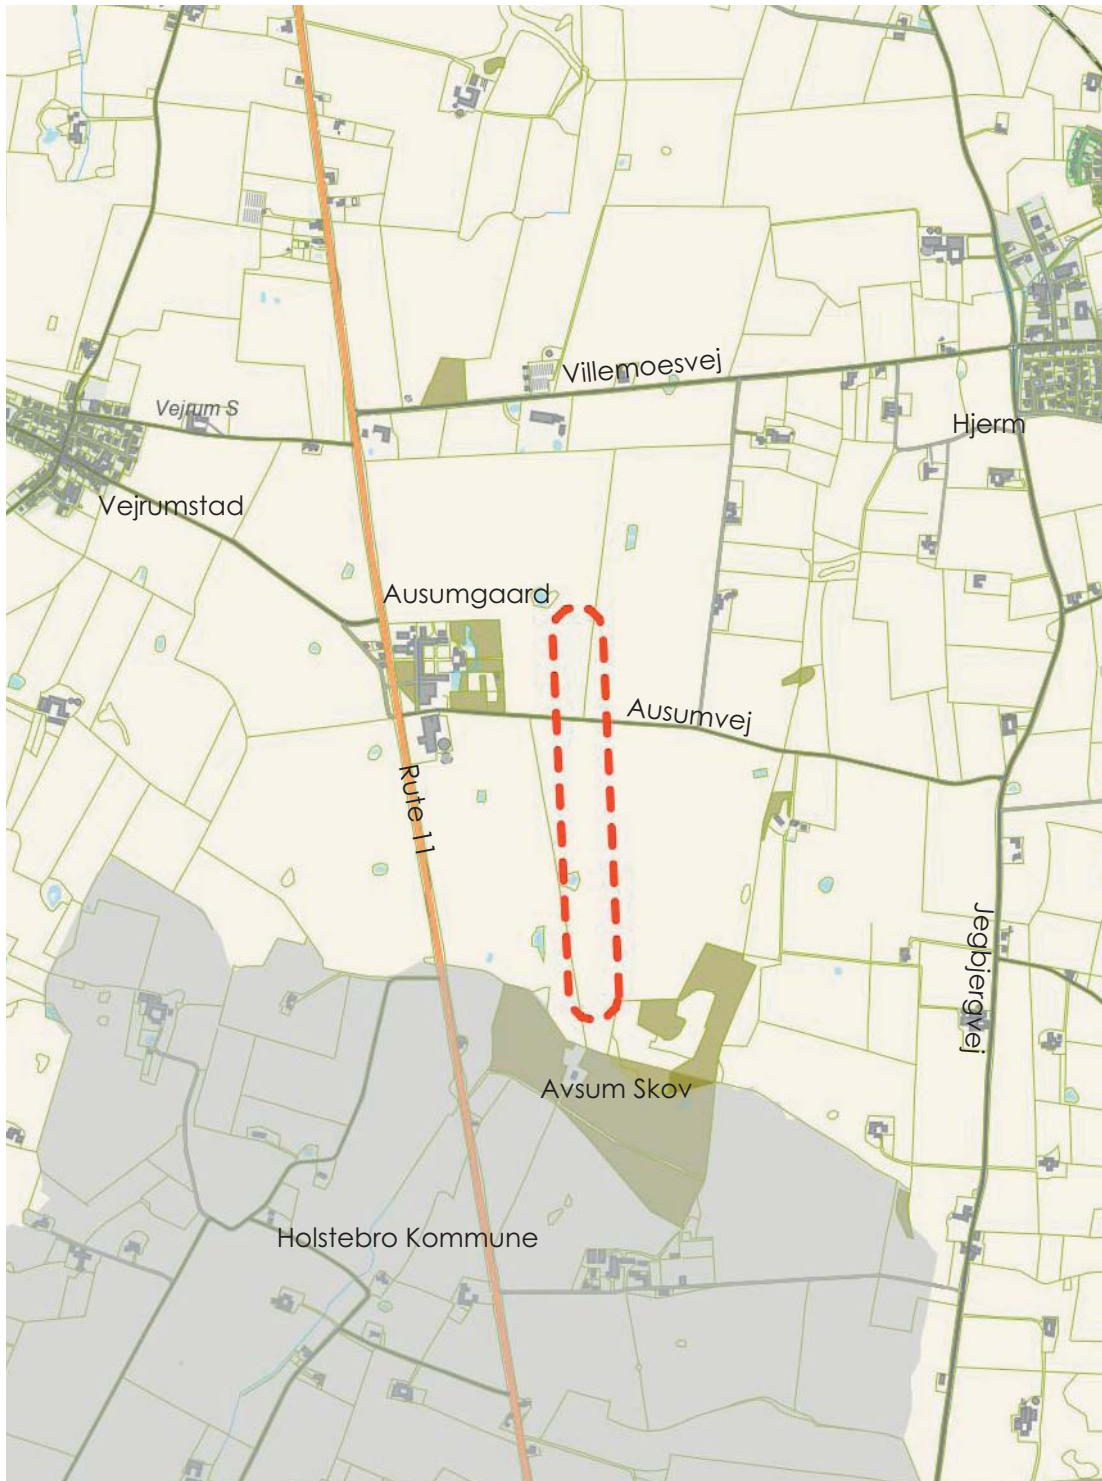 Villemoesvej
Vejrum S
Hjerm
Vejrumstad
Ausumgaard
Ausumvej
Rute 11
Jegbjergvej
Avsum Skov
Holstebro Kommune